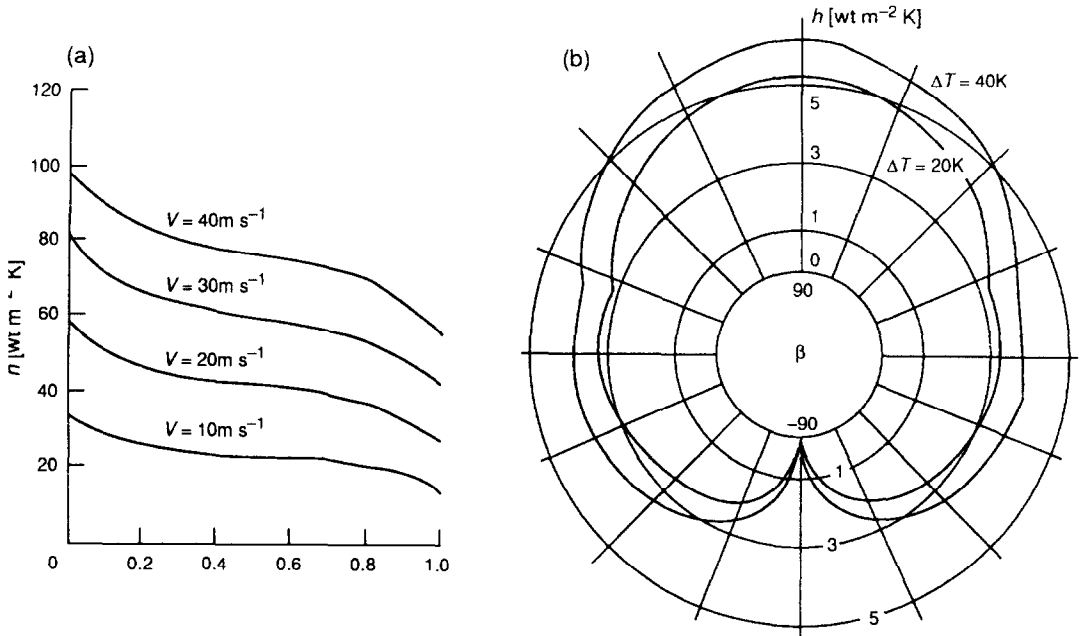 (a)
120
100
80
60
40
20
0
0.2
0.4
0.6
0.8
1.0
V = 40m s⁻¹
V = 30m s⁻¹
V = 20m s⁻¹
V = 10m s⁻¹
(b)
h [wt m⁻² K]
ΔT = 40K
ΔT = 20K
5
3
1
0
90
β
−90
1
3
5